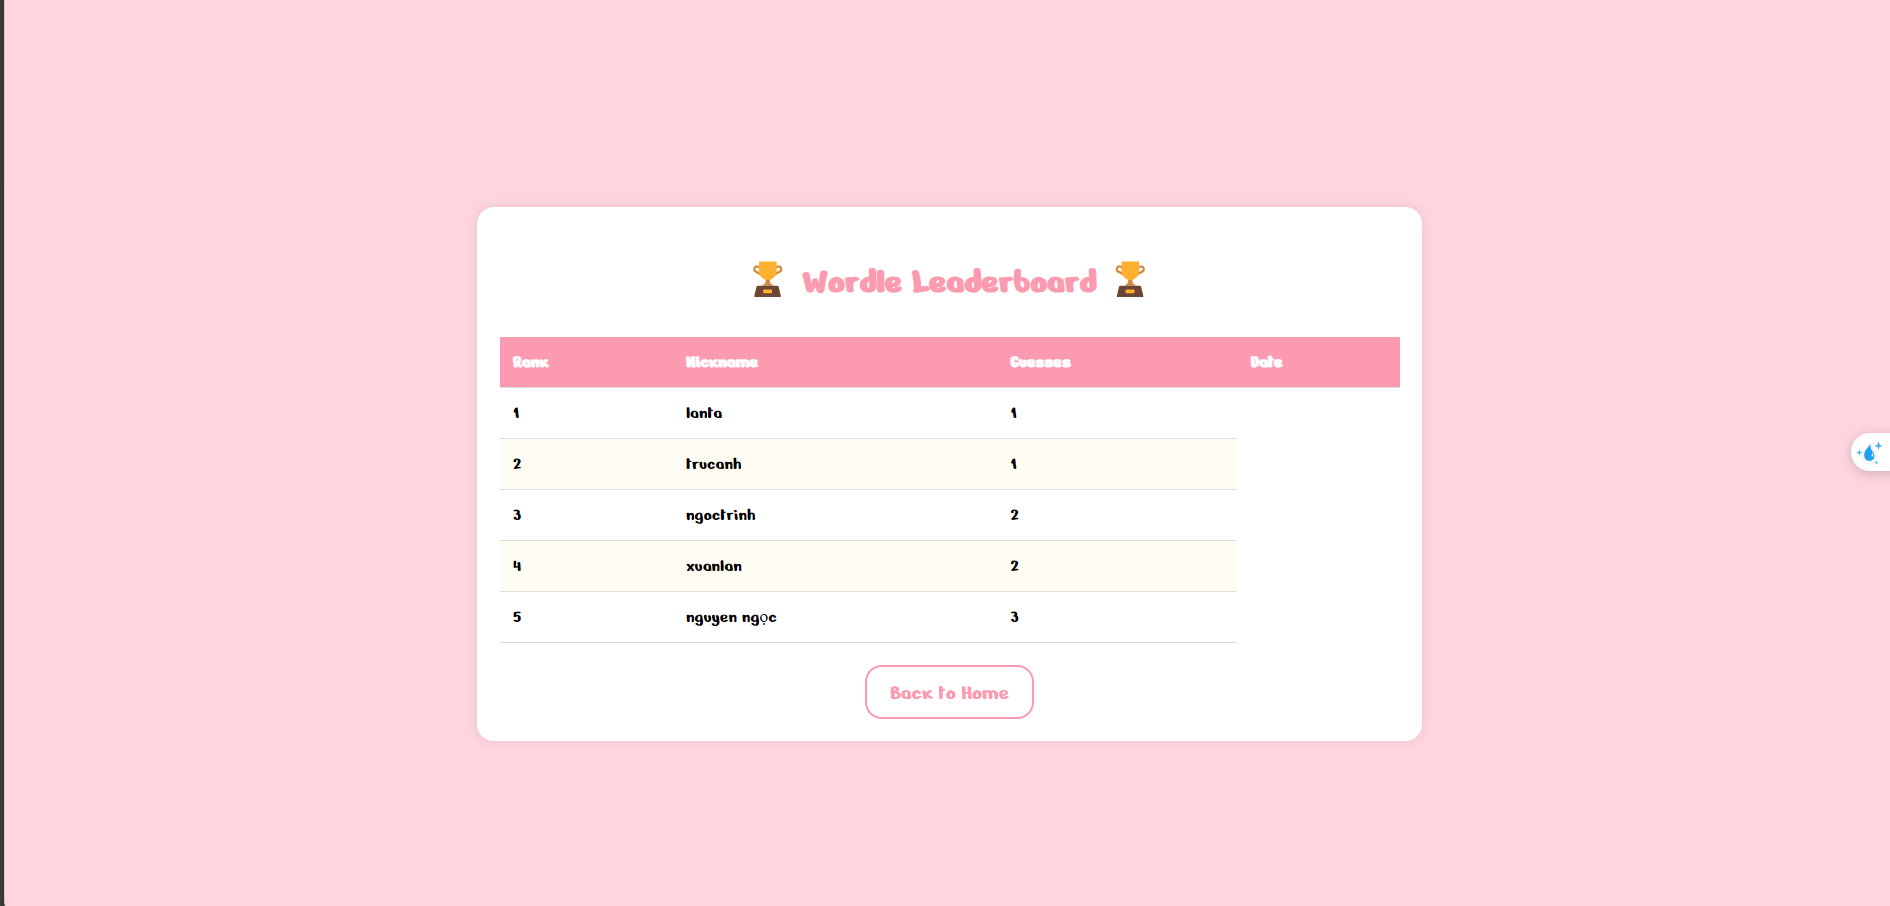 Wordle Leaderboard
Rank Nickname Guesses Date
1 lanta 1
2 trucanh 1
3 ngoctrinh 2
4 xuanlan 2
5 nguyen ngọc 3
Back to Home